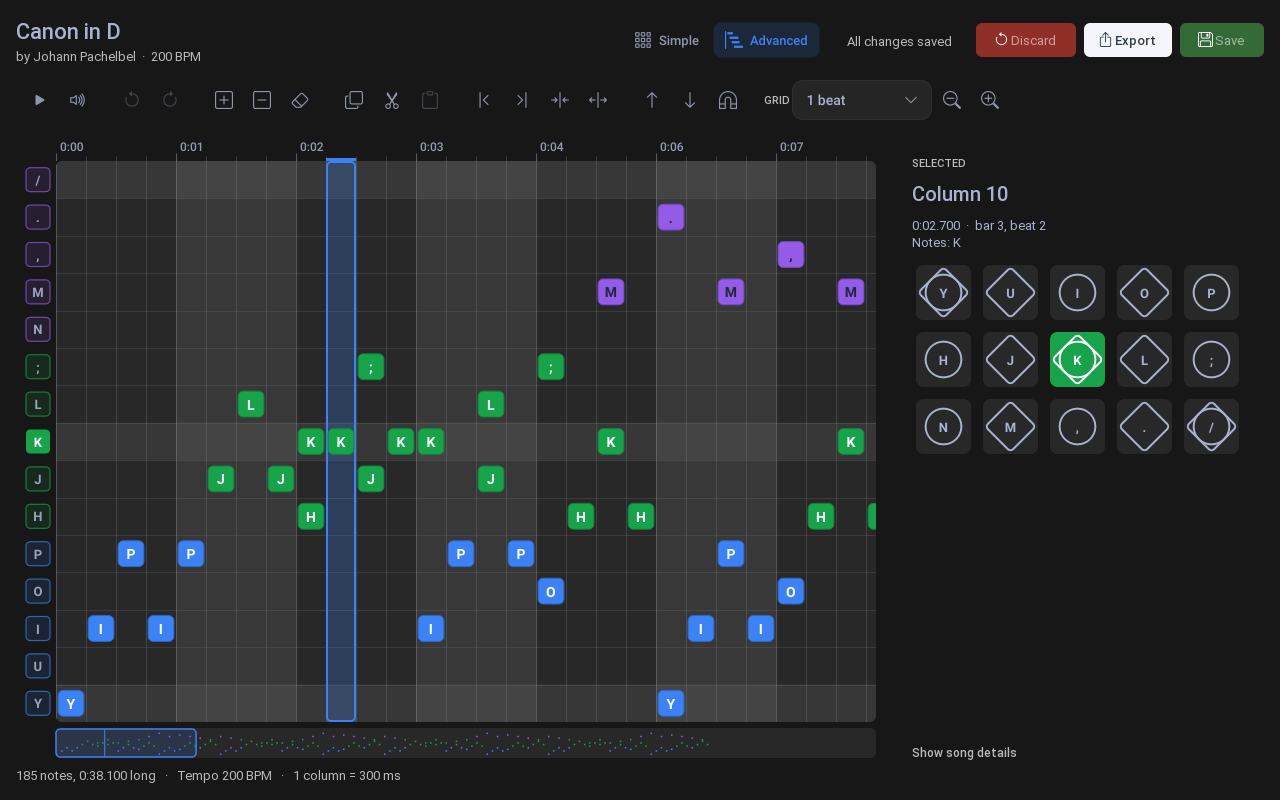 Canon in D
by Johann Pachelbel · 200 BPM
Simple
Advanced
All changes saved
Discard
Export
Save
GRID
1 beat
0:00 0:01 0:02 0:03 0:04 0:06 0:07
/
. .
, ,
M M M M
N
; ; ;
L L L
K K K K K K K
J J J J J
H H H H H
P P P P P P
O O O
I I I I I I
U
Y Y Y
SELECTED
Column 10
0:02.700 · bar 3, beat 2
Notes: K
Y U I O P
H J K L ;
N M , . /
Show song details
185 notes, 0:38.100 long · Tempo 200 BPM · 1 column = 300 ms